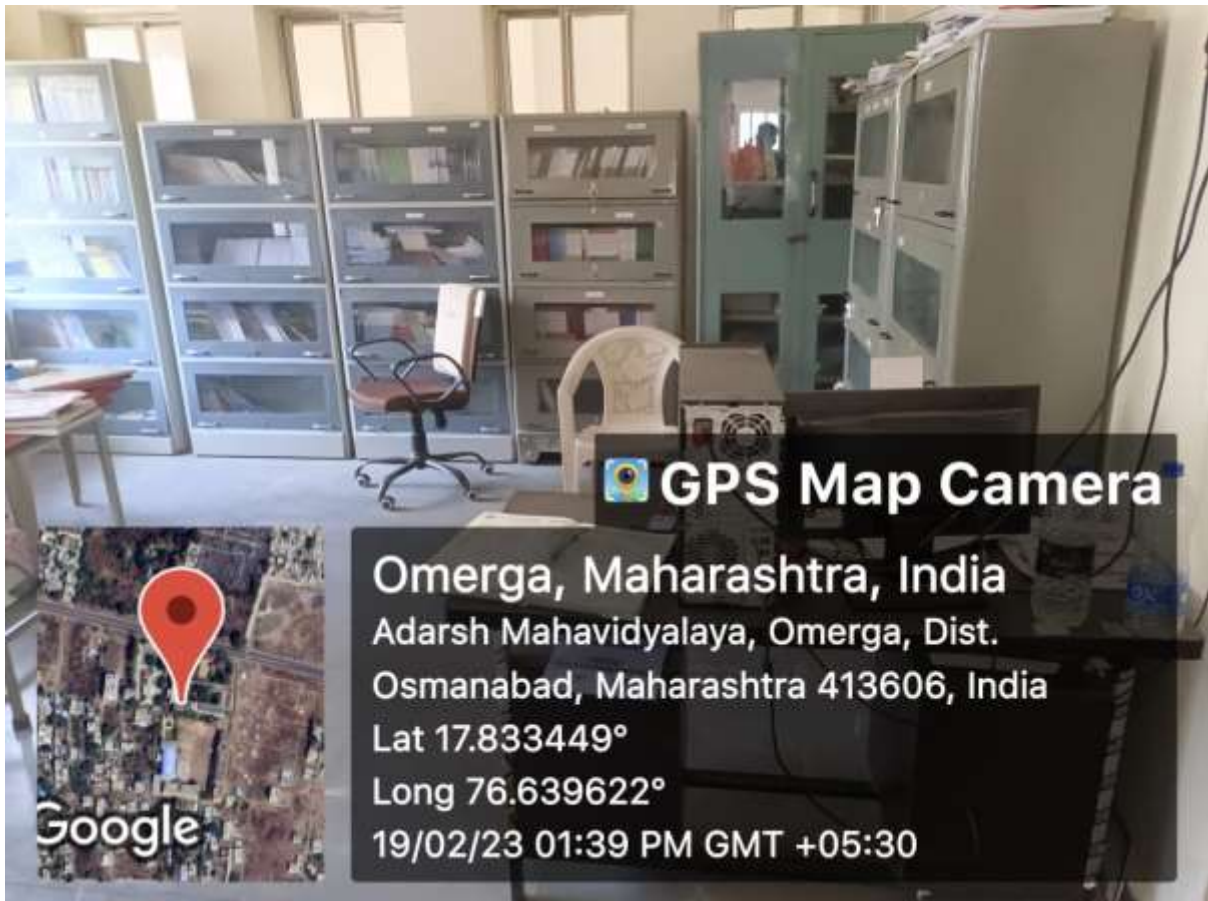 GPS Map Camera
Omerga, Maharashtra, India
Adarsh Mahavidyalaya, Omerga, Dist.
Osmanabad, Maharashtra 413606, India
Lat 17.833449°
Long 76.639622°
19/02/23 01:39 PM GMT +05:30
Google